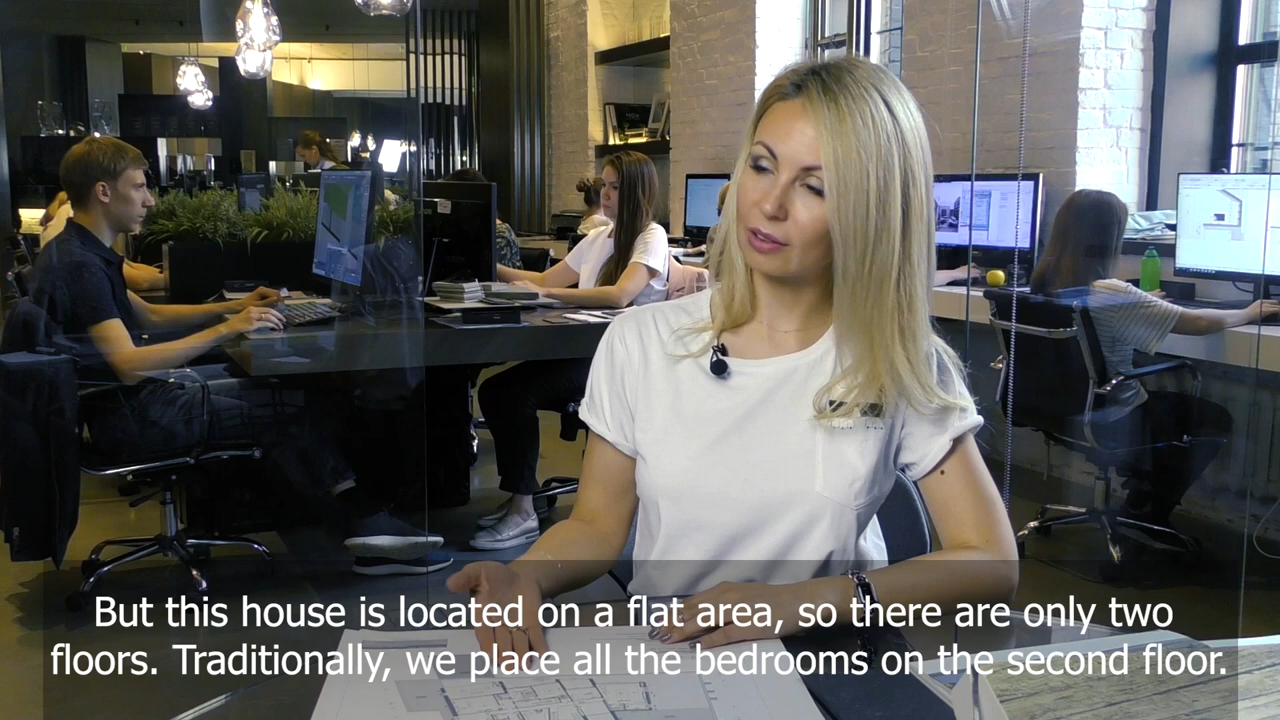 But this house is located on a flat area, so there are only two
floors. Traditionally, we place all the bedrooms on the second floor.